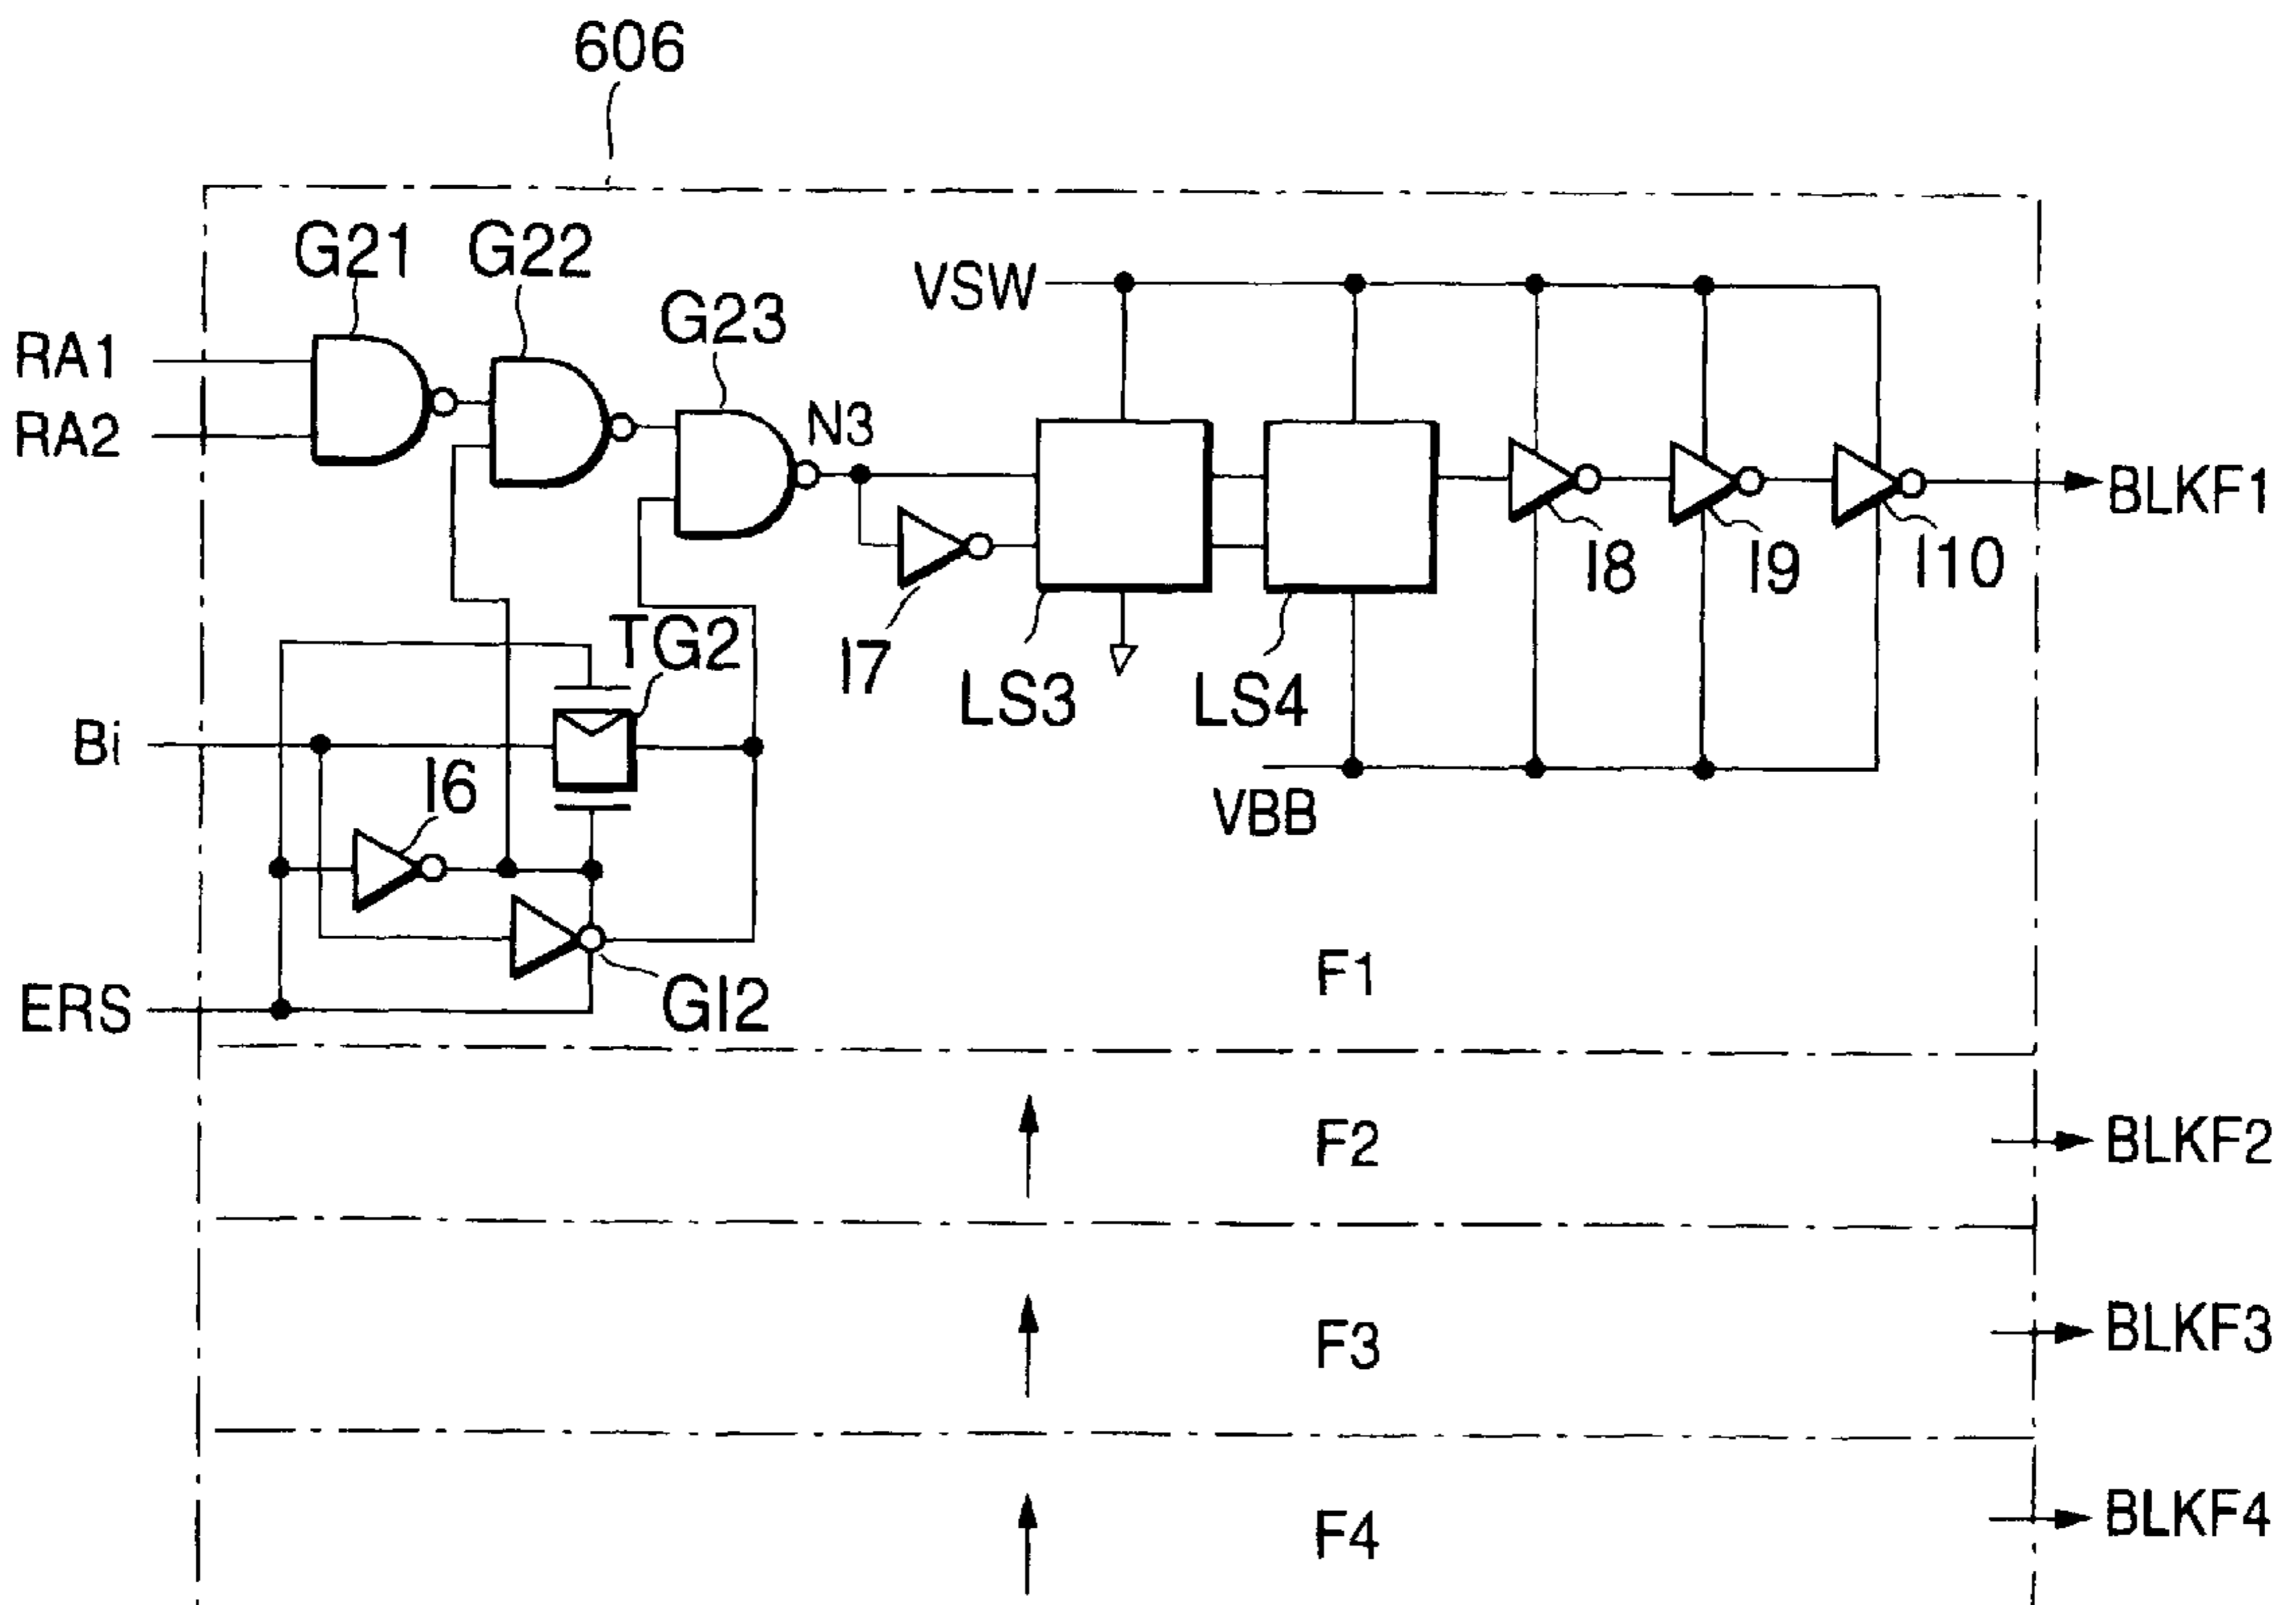 606
G21
G22
G23
VSW
RA1
RA2
N3
BLKF1
I8
I9
I10
I7
TG2
LS3
LS4
Bi
I6
VBB
ERS
GI2
F1
F2
BLKF2
F3
BLKF3
F4
BLKF4